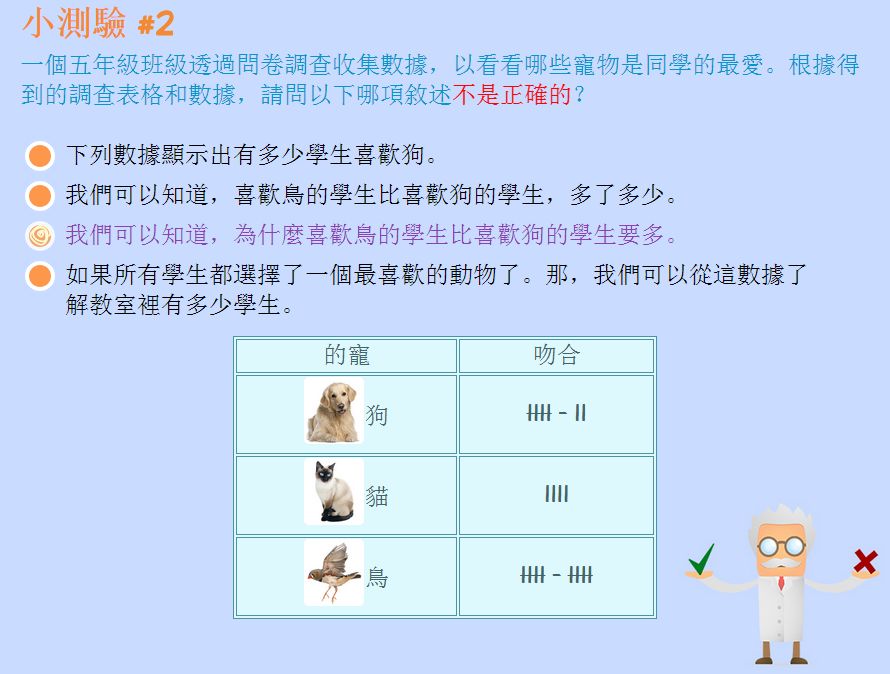 小測驗 #2
一個五年級班級透過問卷調查收集數據，以看看哪些寵物是同學的最愛。根據得
到的調查表格和數據，請問以下哪項敘述不是正確的？
下列數據顯示出有多少學生喜歡狗。
我們可以知道，喜歡鳥的學生比喜歡狗的學生，多了多少。
我們可以知道，為什麼喜歡鳥的學生比喜歡狗的學生要多。
如果所有學生都選擇了一個最喜歡的動物了。那，我們可以從這數據了
解教室裡有多少學生。
的寵 吻合
狗 卌 - II
貓 IIII
鳥 卌 - 卌